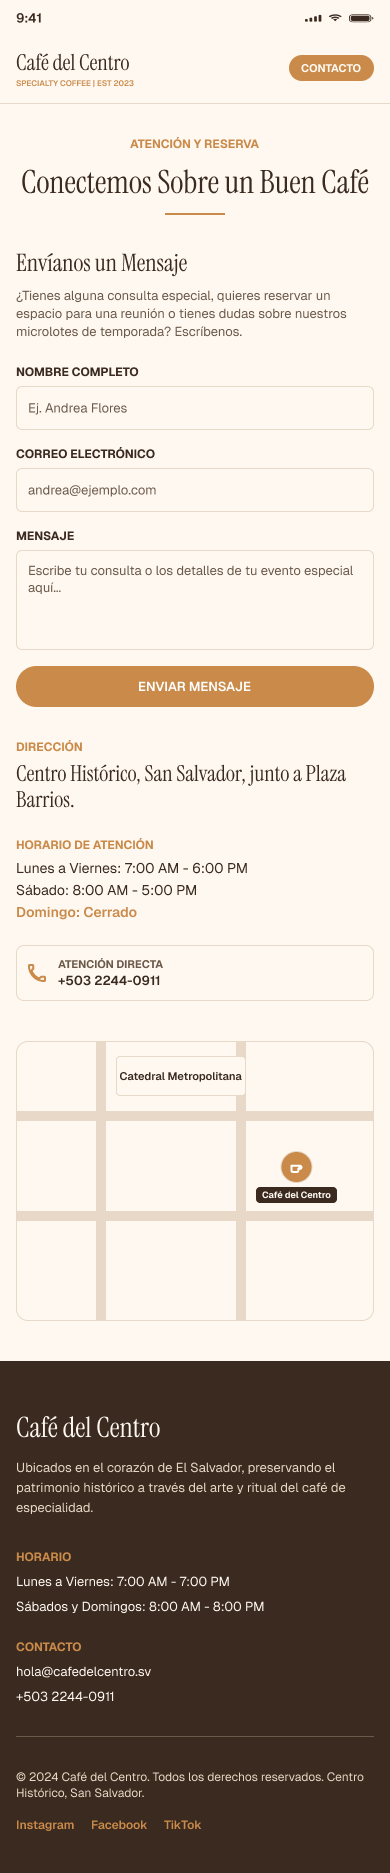 9:41
Café del Centro
SPECIALTY COFFEE | EST 2023
CONTACTO
ATENCIÓN Y RESERVA
Conectemos Sobre un Buen Café
Envíanos un Mensaje
¿Tienes alguna consulta especial, quieres reservar un
espacio para una reunión o tienes dudas sobre nuestros
microlotes de temporada? Escríbenos.
NOMBRE COMPLETO
Ej. Andrea Flores
CORREO ELECTRÓNICO
andrea@ejemplo.com
MENSAJE
Escribe tu consulta o los detalles de tu evento especial
aquí...
ENVIAR MENSAJE
DIRECCIÓN
Centro Histórico, San Salvador, junto a Plaza
Barrios.
HORARIO DE ATENCIÓN
Lunes a Viernes: 7:00 AM - 6:00 PM
Sábado: 8:00 AM - 5:00 PM
Domingo: Cerrado
ATENCIÓN DIRECTA
+503 2244-0911
Catedral Metropolitana
Café del Centro
Café del Centro
Ubicados en el corazón de El Salvador, preservando el
patrimonio histórico a través del arte y ritual del café de
especialidad.
HORARIO
Lunes a Viernes: 7:00 AM - 7:00 PM
Sábados y Domingos: 8:00 AM - 8:00 PM
CONTACTO
hola@cafedelcentro.sv
+503 2244-0911
© 2024 Café del Centro. Todos los derechos reservados. Centro
Histórico, San Salvador.
Instagram Facebook TikTok